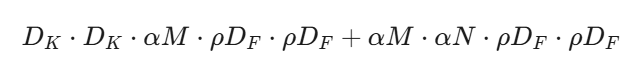 D_K · D_K · αM · ρD_F · ρD_F + αM · αN · ρD_F · ρD_F